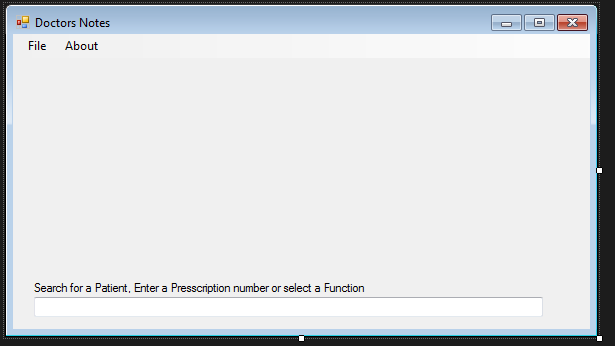 Doctors Notes
File About
Search for a Patient, Enter a Presscription number or select a Function